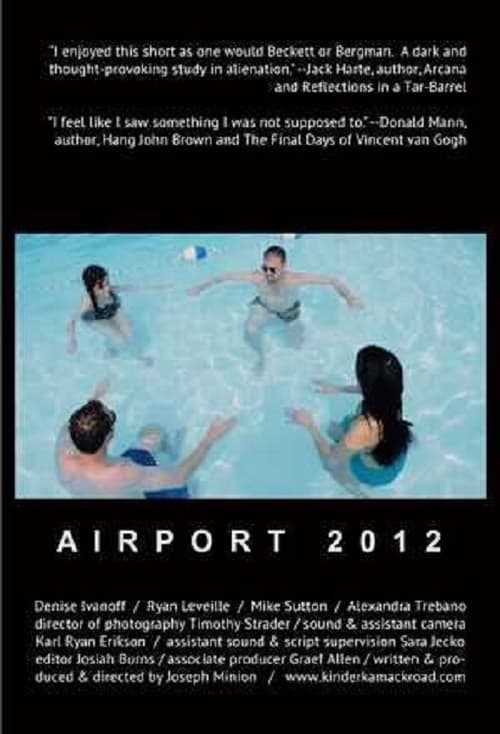 "I enjoyed this short as one would Beckett or Bergman. A dark and
thought-provoking study in alienation."--Jack Harte, author, Arcana
and Reflections in a Tar-Barrel
"I feel like I saw something I was not supposed to."--Donald Mann,
author, Hang John Brown and The Final Days of Vincent van Gogh
AIRPORT 2012
Denise Ivanoff / Ryan Leveille / Mike Sutton / Alexandra Trebano
director of photography Timothy Strader / sound & assistant camera
Karl Ryan Erikson / assistant sound & script supervision Sara Jecko
editor Josiah Burns / associate producer Graef Allen / written & pro-
duced & directed by Joseph Minion / www.kinderkamackroad.com